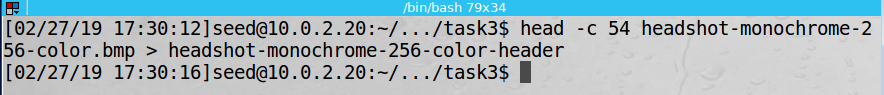 /bin/bash 79x34
[02/27/19 17:30:12]seed@10.0.2.20:~/.../task3$ head -c 54 headshot-monochrome-2
56-color.bmp > headshot-monochrome-256-color-header
[02/27/19 17:30:16]seed@10.0.2.20:~/.../task3$